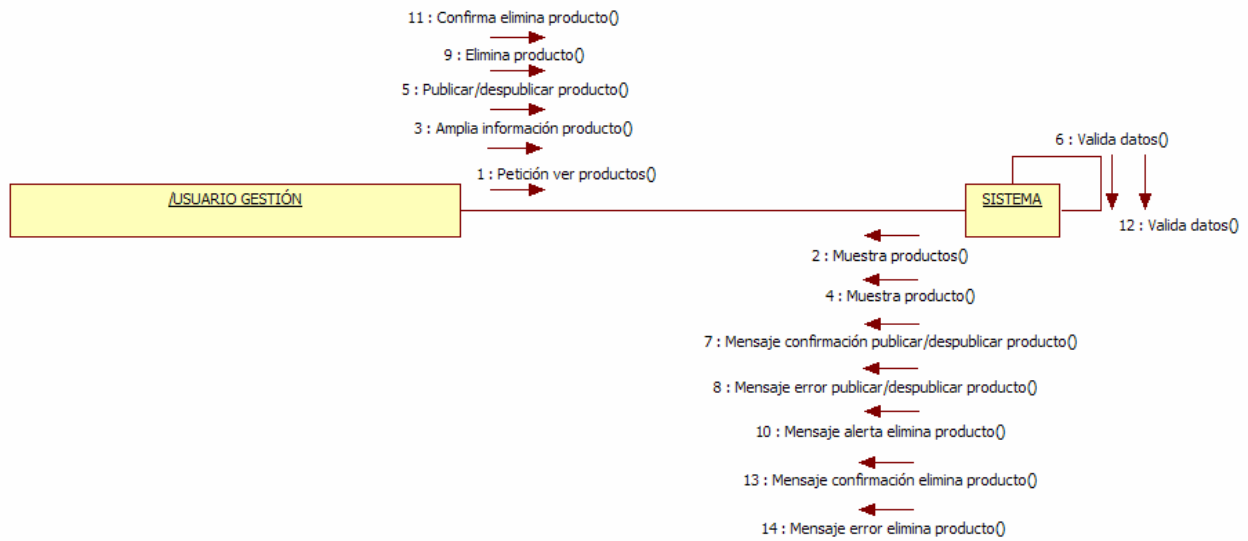 11 : Confirma elimina producto()
9 : Elimina producto()
5 : Publicar/despublicar producto()
3 : Amplia información producto()
6 : Valida datos()
1 : Petición ver productos()
/USUARIO GESTIÓN
SISTEMA
12 : Valida datos()
2 : Muestra productos()
4 : Muestra producto()
7 : Mensaje confirmación publicar/despublicar producto()
8 : Mensaje error publicar/despublicar producto()
10 : Mensaje alerta elimina producto()
13 : Mensaje confirmación elimina producto()
14 : Mensaje error elimina producto()